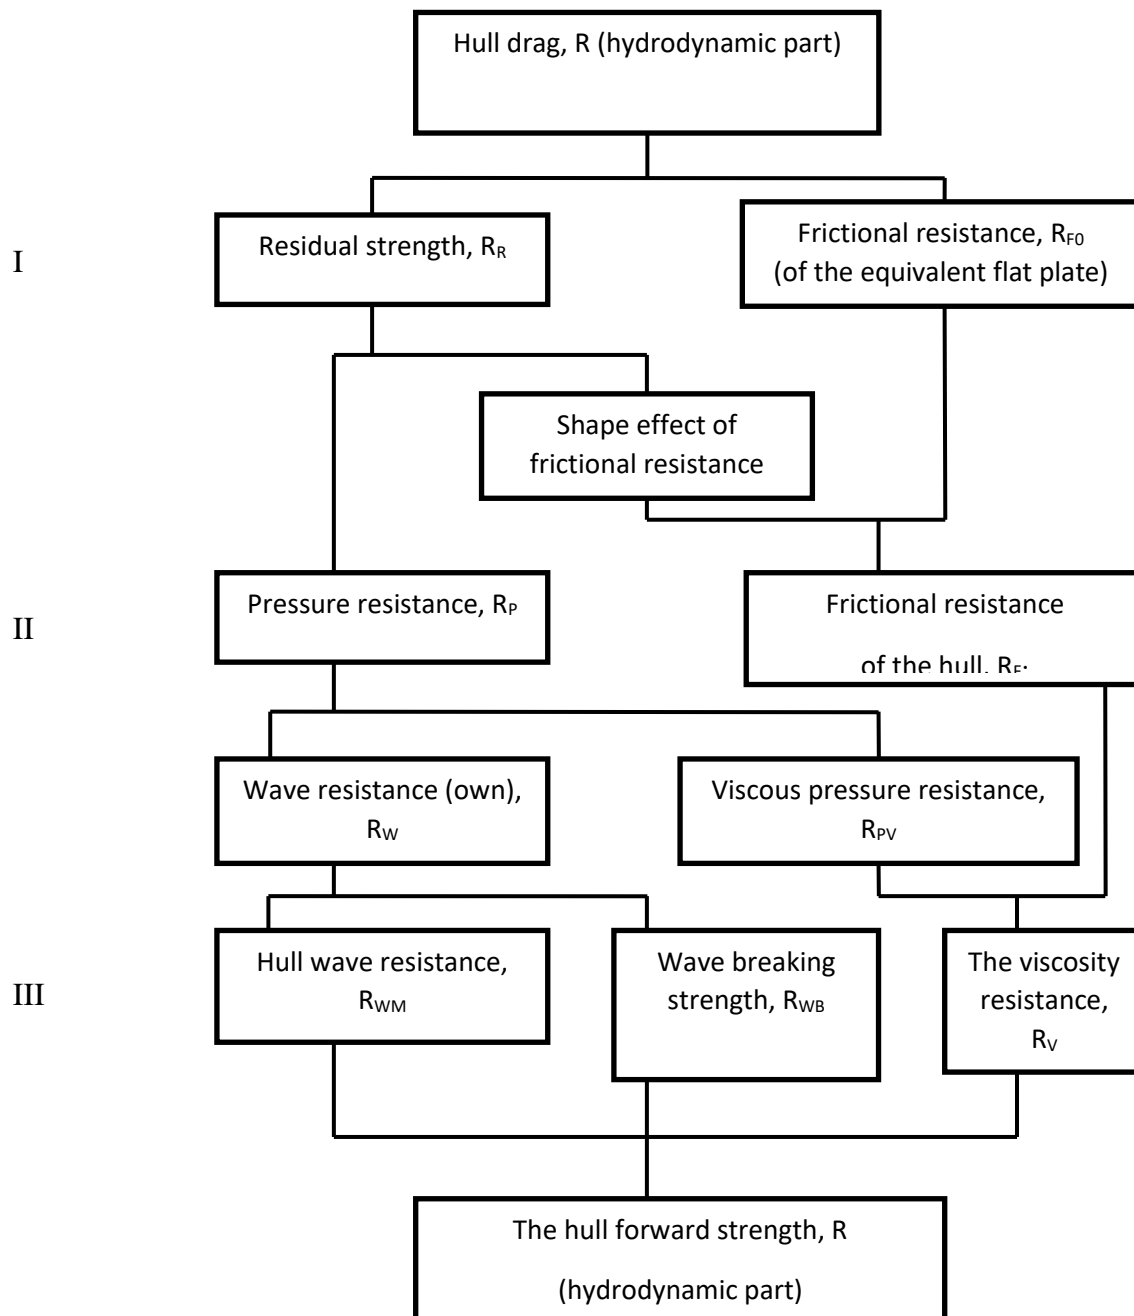 Hull drag, R (hydrodynamic part)
I
Residual strength, RR
Frictional resistance, RF0
(of the equivalent flat plate)
Shape effect of
frictional resistance
II
Pressure resistance, RP
Frictional resistance
of the hull, RF.
Wave resistance (own),
RW
Viscous pressure resistance,
RPV
III
Hull wave resistance,
RWM
Wave breaking
strength, RWB
The viscosity
resistance,
RV
The hull forward strength, R
(hydrodynamic part)